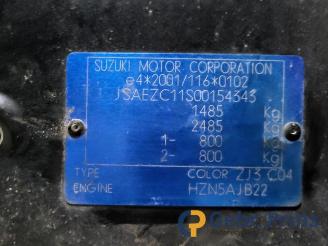 SUZUKI MOTOR CORPORATION
e4*2001/116*0102
JSAEZC11S00154343
1485 Kg
2485 Kg
1- 800 Kg
2- 800 Kg
TYPE COLOR ZJ3 C04
ENGINE HZN5AJB22